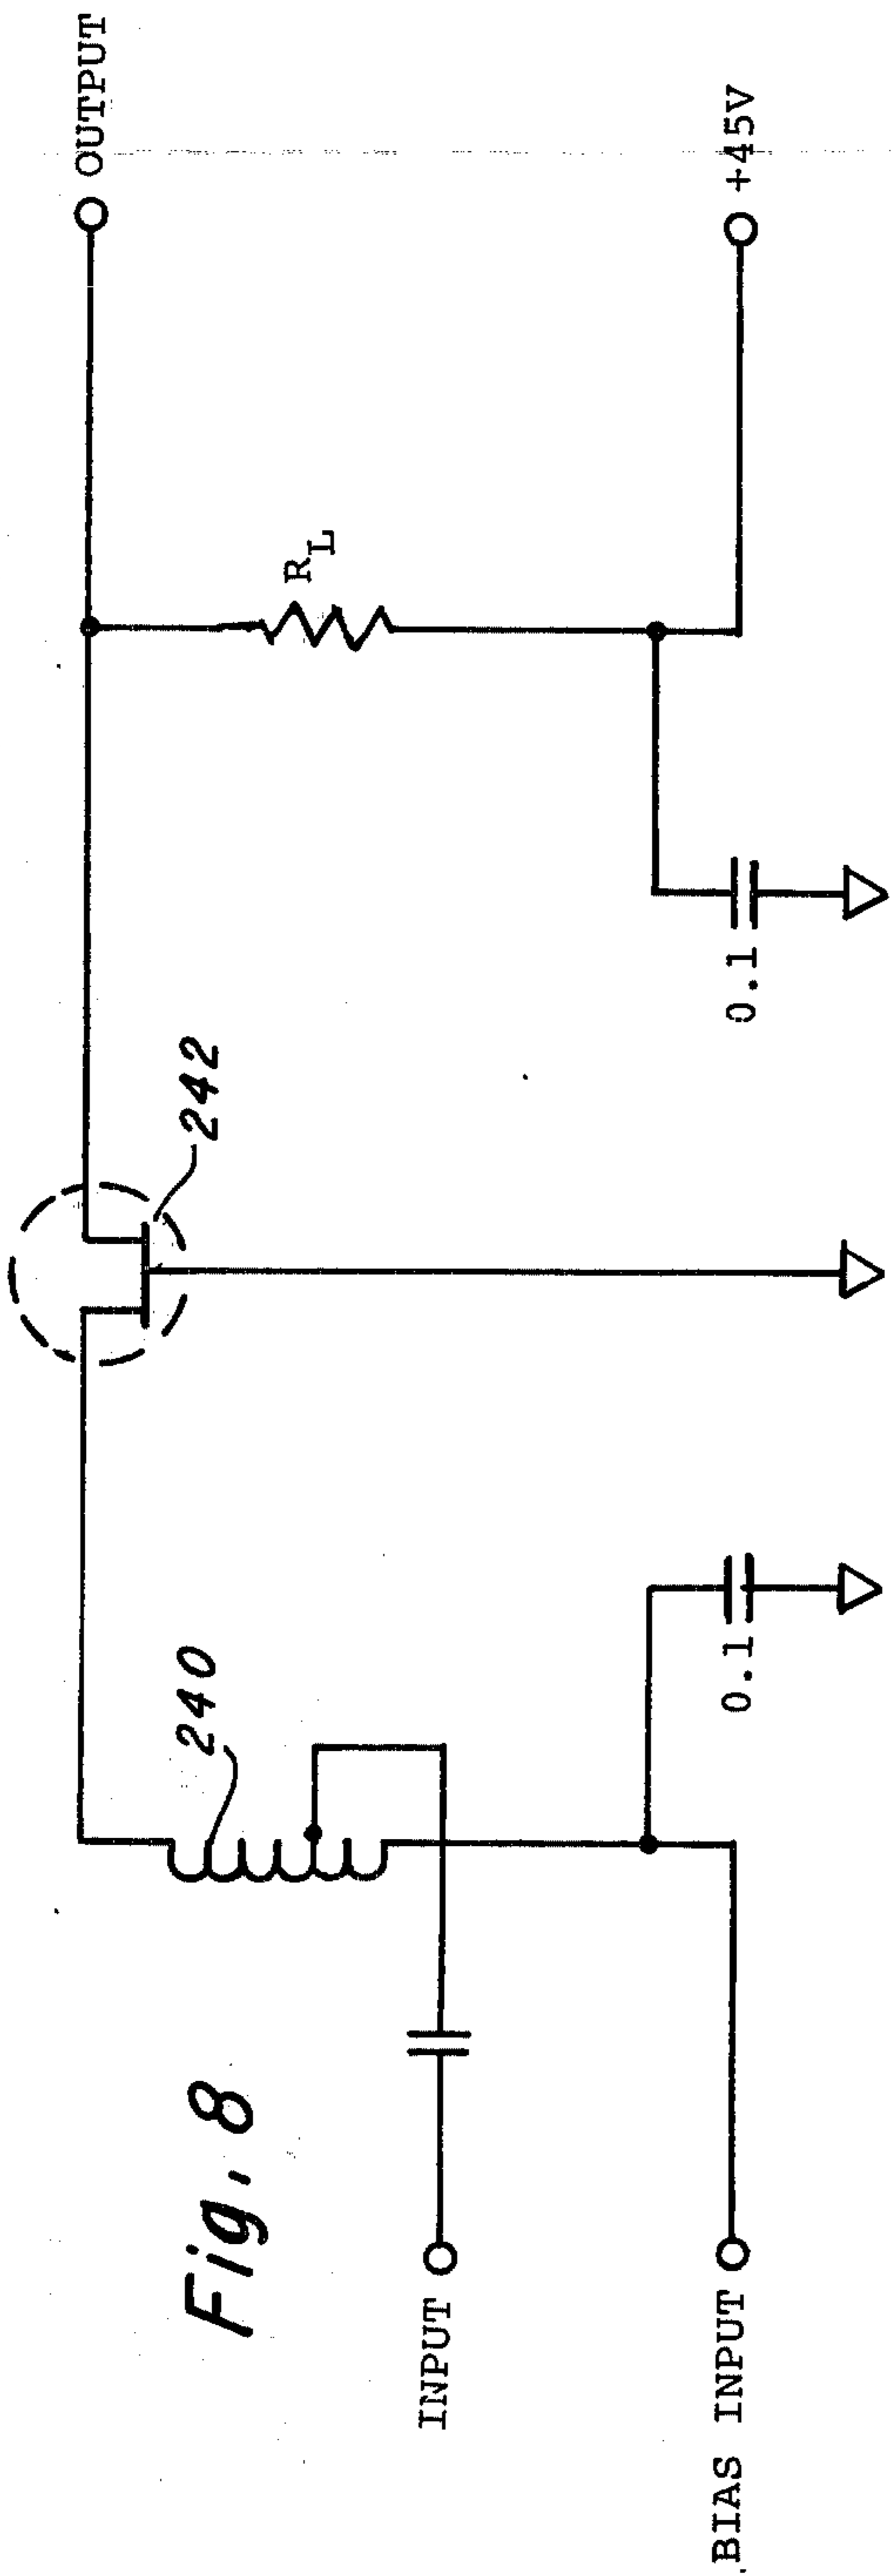 OUTPUT
+45V
R_L
0.1
242
0.1
240
Fig. 8
INPUT
BIAS INPUT